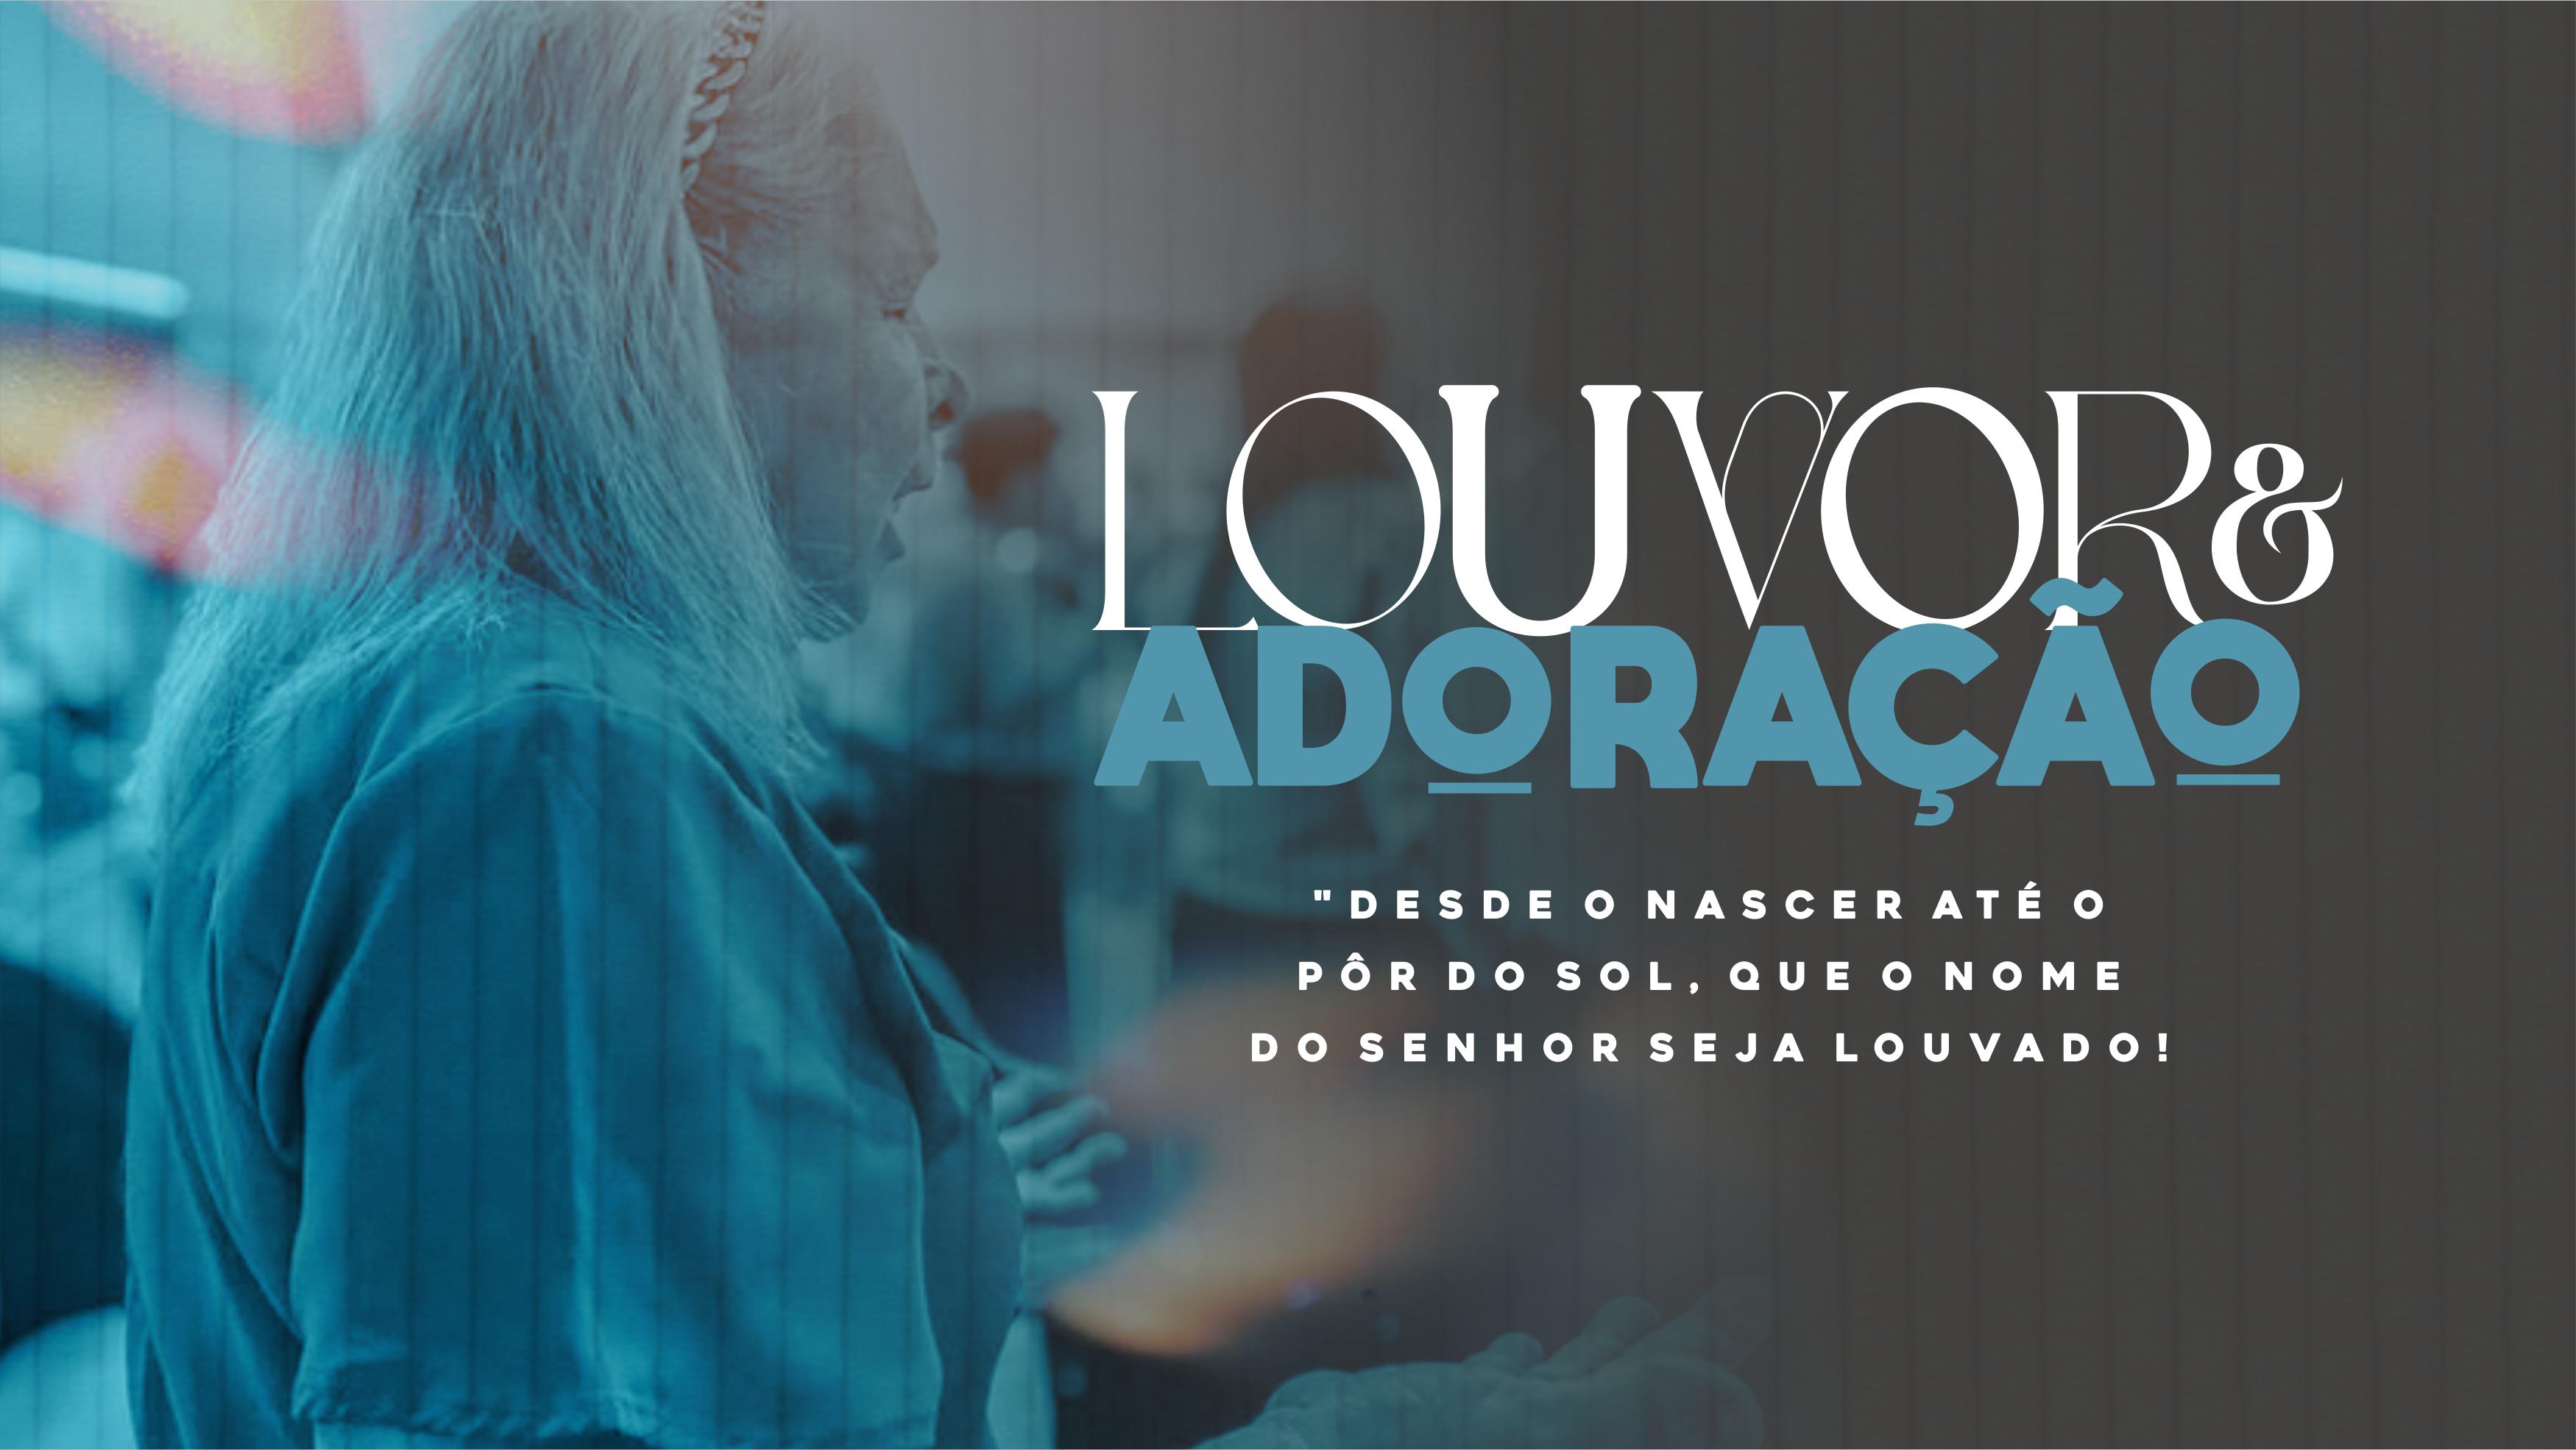 LOUVOR&
ADORAÇÃO
"DESDE O NASCER ATÉ O
PÔR DO SOL, QUE O NOME
DO SENHOR SEJA LOUVADO!